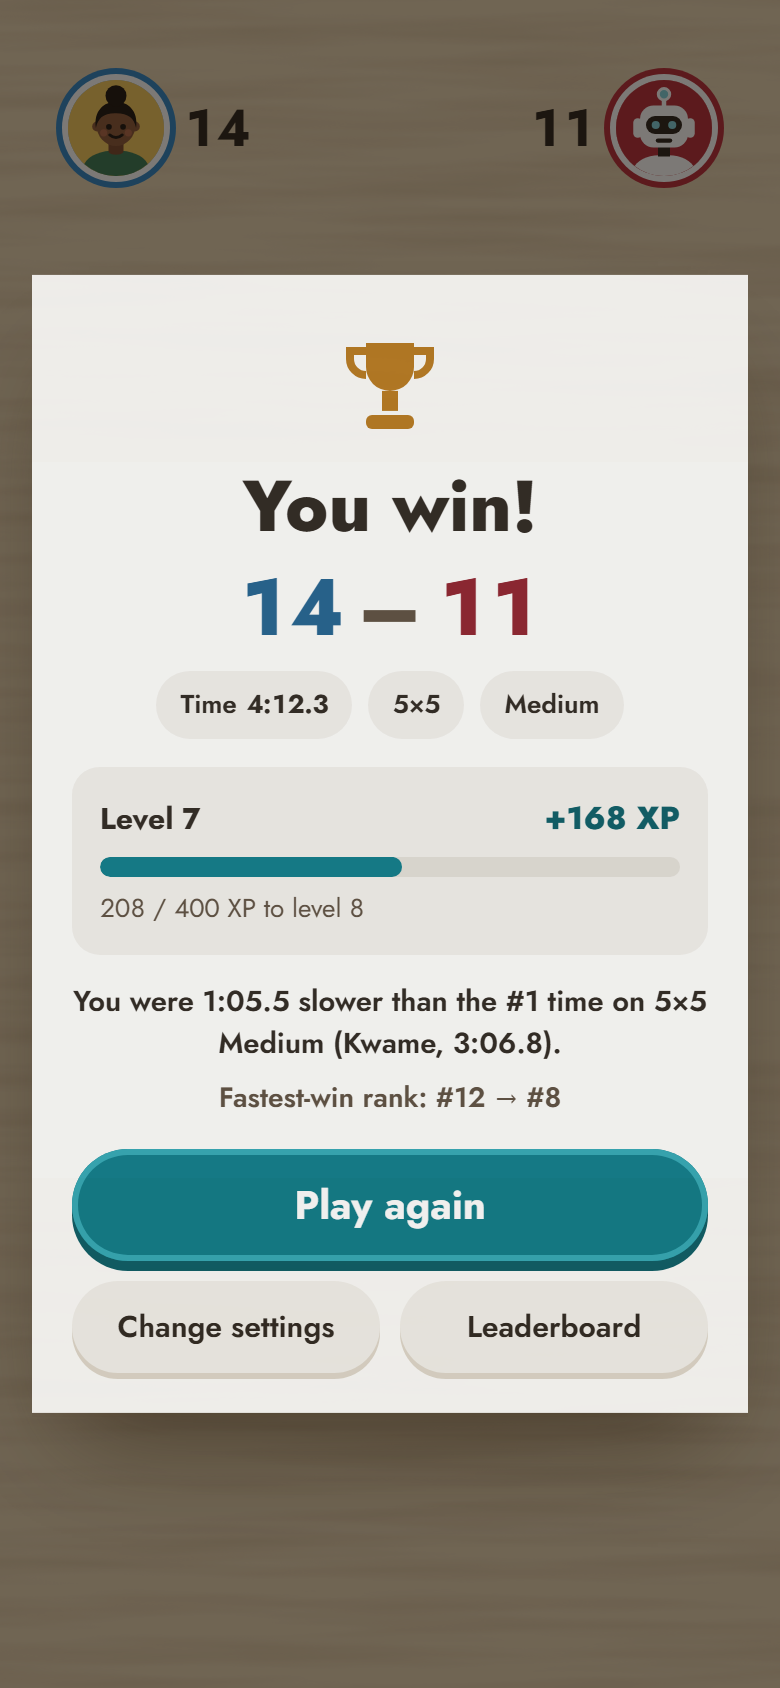 14
11
You win!
14 – 11
Time 4:12.3
5×5
Medium
Level 7
+168 XP
208 / 400 XP to level 8
You were 1:05.5 slower than the #1 time on 5×5
Medium (Kwame, 3:06.8).
Fastest-win rank: #12 → #8
Play again
Change settings
Leaderboard